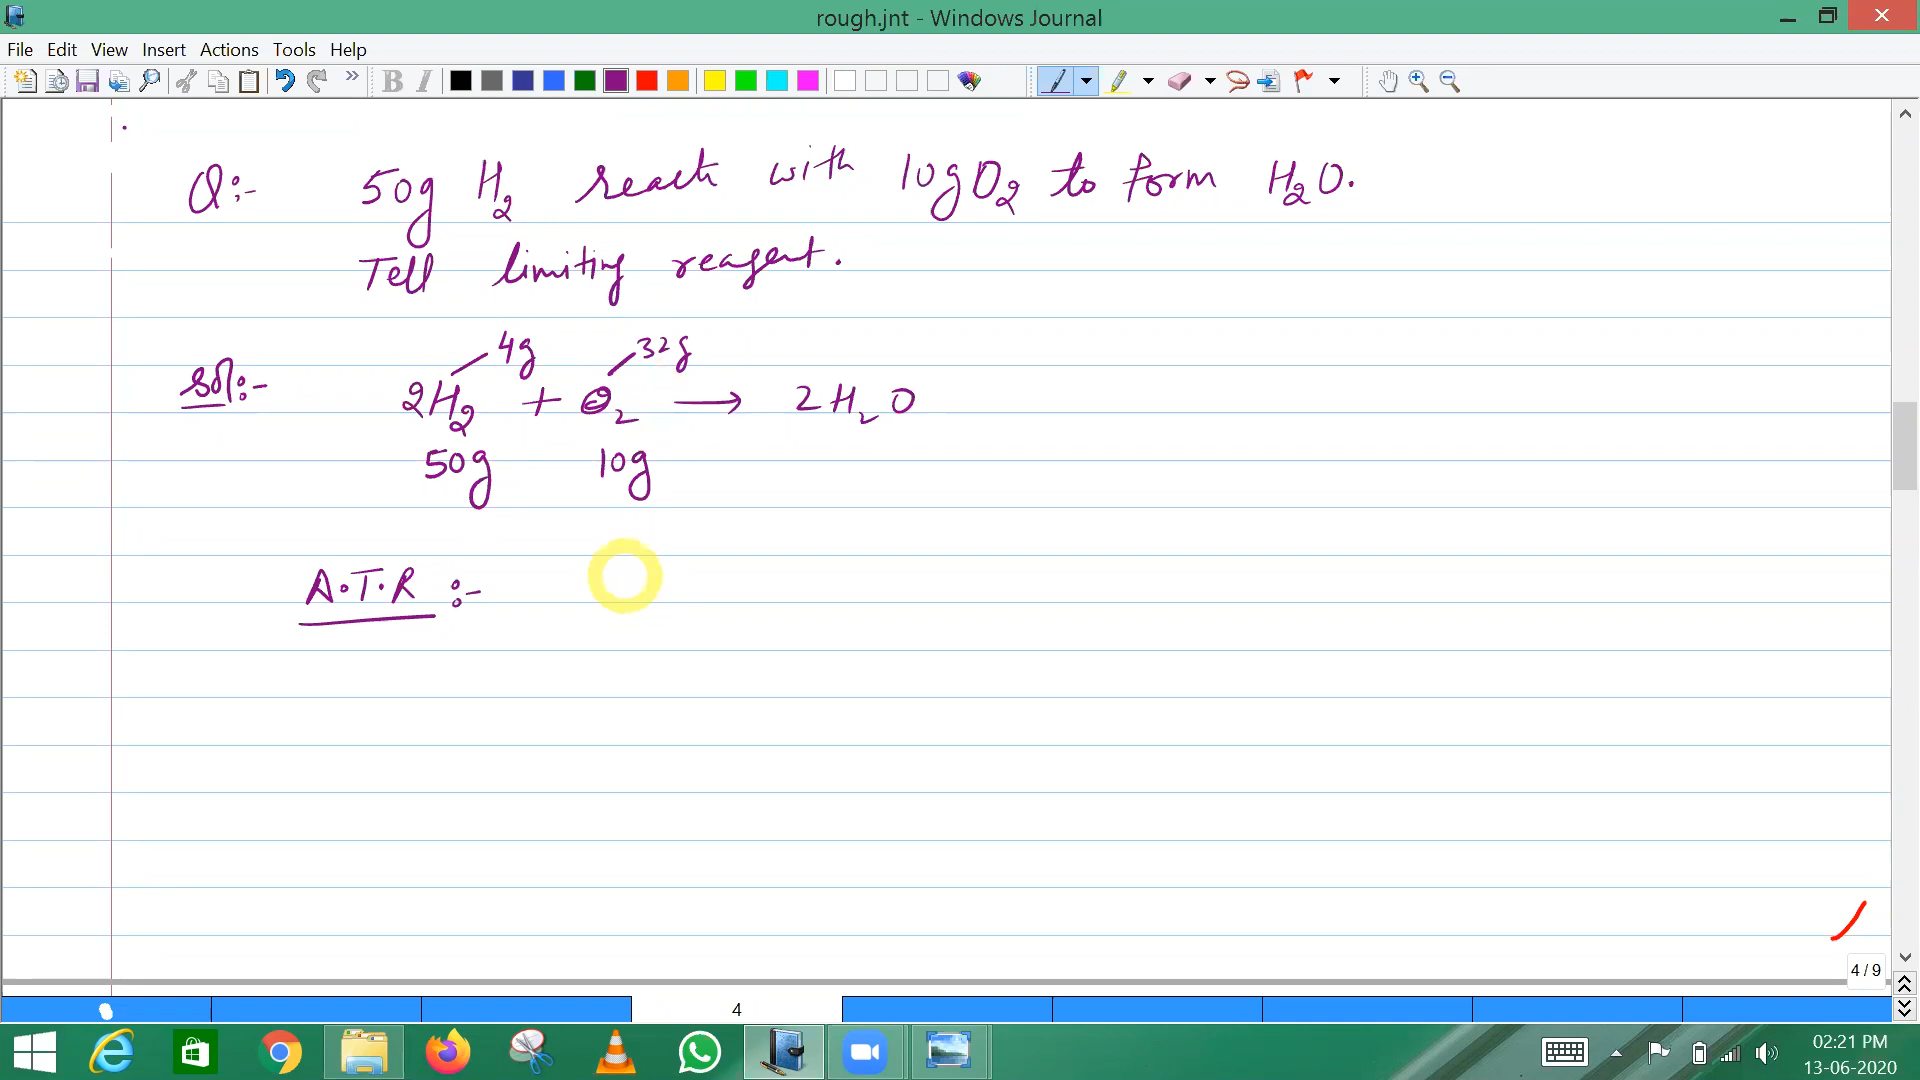 rough.jnt - Windows Journal
File Edit View Insert Actions Tools Help
B I
Q:- 50g H₂ react with 10g O₂ to form H₂O.
Tell limiting reagent.
4g 32g
Sol:- 2H₂ + O₂ → 2H₂O
50g 10g
A.T.R :-
4 / 9
4
02:21 PM
13-06-2020